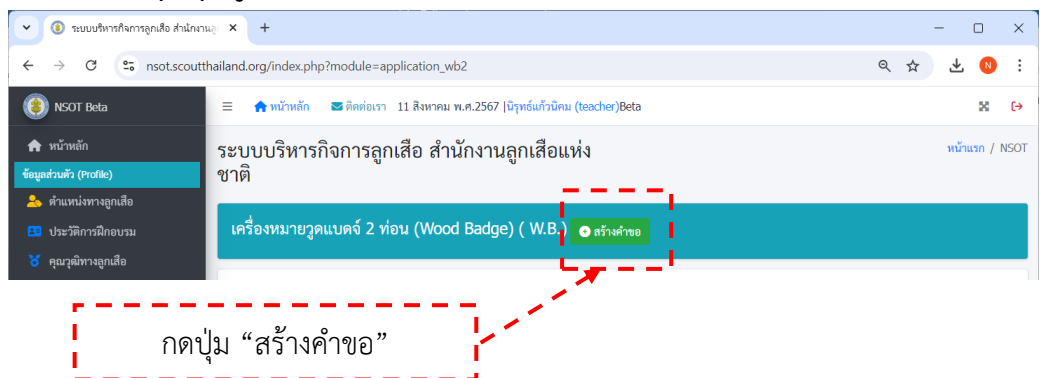 ระบบบริหารกิจการลูกเสือ สำนักงานลูก
nsot.scoutthailand.org/index.php?module=application_wb2
N
NSOT Beta
หน้าหลัก ติดต่อเรา 11 สิงหาคม พ.ศ.2567 |นิรุทธ์แก้วนิคม (teacher)Beta
หน้าหลัก
ระบบบริหารกิจการลูกเสือ สำนักงานลูกเสือแห่ง
ชาติ
หน้าแรก / NSOT
ข้อมูลส่วนตัว (Profile)
ตำแหน่งทางลูกเสือ
ประวัติการฝึกอบรม
คุณวุฒิทางลูกเสือ
เครื่องหมายวูดแบดจ์ 2 ท่อน (Wood Badge) ( W.B.) สร้างคำขอ
กดปุ่ม “สร้างคำขอ”